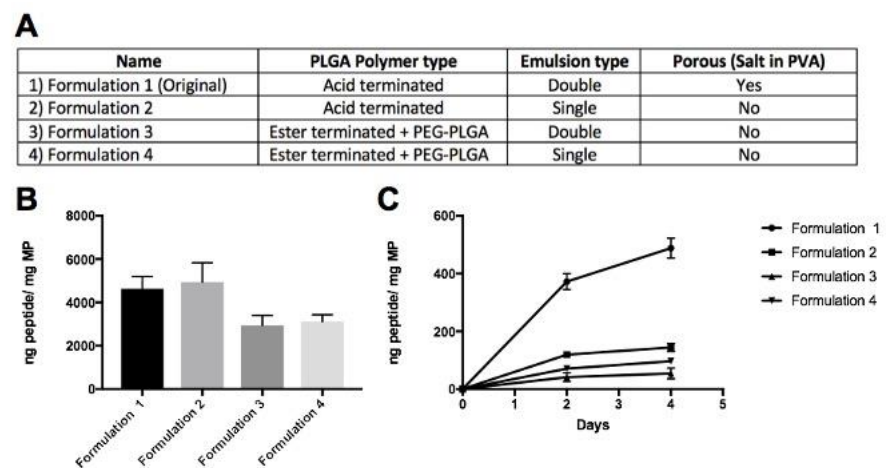 A
Name PLGA Polymer type Emulsion type Porous (Salt in PVA)
1) Formulation 1 (Original) Acid terminated Double Yes
2) Formulation 2 Acid terminated Single No
3) Formulation 3 Ester terminated + PEG-PLGA Double No
4) Formulation 4 Ester terminated + PEG-PLGA Single No
B
ng peptide/ mg MP
8000
6000
4000
2000
0
Formulation 1
Formulation 2
Formulation 3
Formulation 4
C
ng peptide/ mg MP
600
400
200
0
0 1 2 3 4 5
Days
Formulation 1
Formulation 2
Formulation 3
Formulation 4